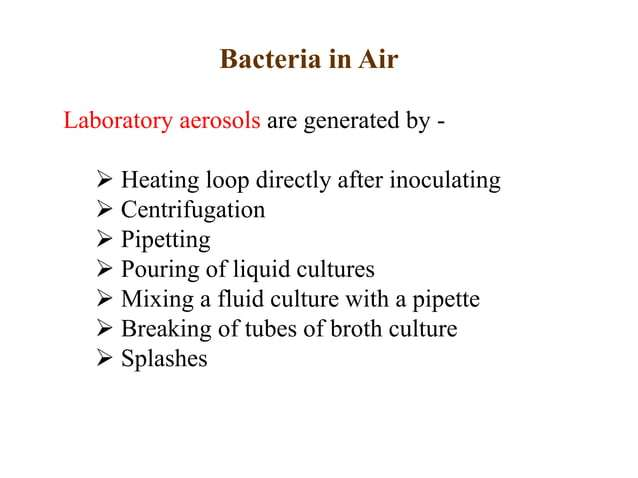 Bacteria in Air
Laboratory aerosols are generated by -
➢ Heating loop directly after inoculating
➢ Centrifugation
➢ Pipetting
➢ Pouring of liquid cultures
➢ Mixing a fluid culture with a pipette
➢ Breaking of tubes of broth culture
➢ Splashes